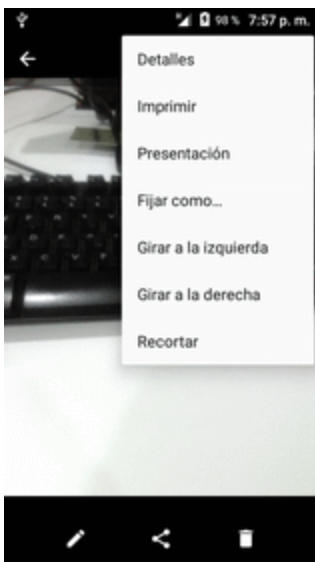 98 % 7:57 p. m.
Detalles
Imprimir
Presentación
Fijar como...
Girar a la izquierda
Girar a la derecha
Recortar